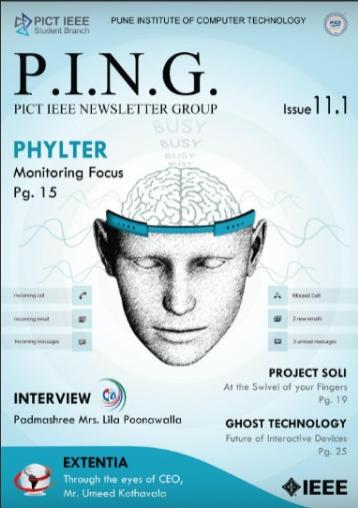 PICT IEEE
Student Branch
PUNE INSTITUTE OF COMPUTER TECHNOLOGY
P.I.N.G.
PICT IEEE NEWSLETTER GROUP
Issue 11.1
BUSY
BUSY
BUSY
BUSY
PHYLTER
Monitoring Focus
Pg. 15
Incoming call
Missed Call
Incoming email
2 new emails
Incoming messages
3 unread messages
PROJECT SOLI
At the Swivel of your Fingers
Pg. 19
INTERVIEW
Padmashree Mrs. Lila Poonawalla
GHOST TECHNOLOGY
Future of Interactive Devices
Pg. 25
EXTENTIA
Through the eyes of CEO,
Mr. Umeed Kothavala
IEEE